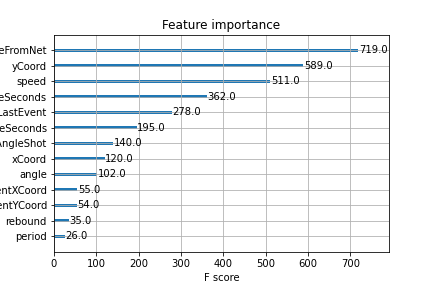 Feature importance
eFromNet 719.0
yCoord 589.0
speed 511.0
eSeconds 362.0
LastEvent 278.0
eSeconds 195.0
AngleShot 140.0
xCoord 120.0
angle 102.0
entXCoord 55.0
entYCoord 54.0
rebound 35.0
period 26.0
0 100 200 300 400 500 600 700
F score